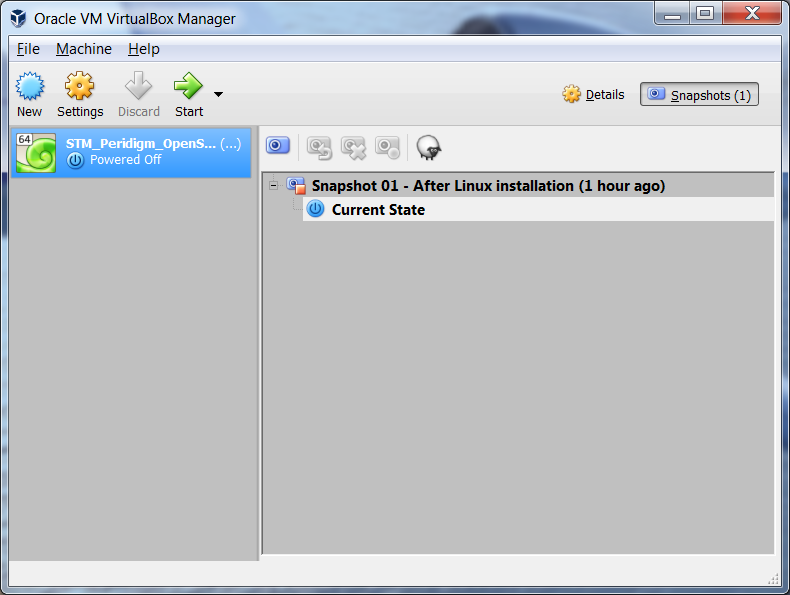 Oracle VM VirtualBox Manager
File Machine Help
New Settings Discard Start
Details Snapshots (1)
64
STM_Peridigm_OpenS... (...)
Powered Off
Snapshot 01 - After Linux installation (1 hour ago)
Current State